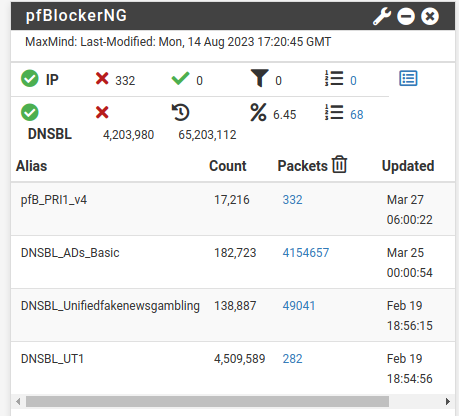 pfBlockerNG
MaxMind: Last-Modified: Mon, 14 Aug 2023 17:20:45 GMT
IP 332 0 0 0
DNSBL 4,203,980 65,203,112 % 6.45 68
Alias Count Packets Updated
pfB_PRI1_v4 17,216 332 Mar 27
06:00:22
DNSBL_ADs_Basic 182,723 4154657 Mar 25
00:00:54
DNSBL_Unifiedfakenewsgambling 138,887 49041 Feb 19
18:56:15
DNSBL_UT1 4,509,589 282 Feb 19
18:54:56